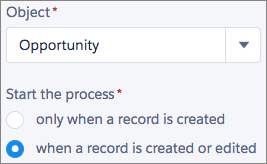 Object*
Opportunity
Start the process*
only when a record is created
when a record is created or edited